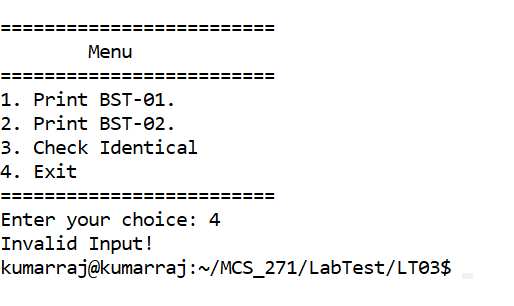 =========================
        Menu
=========================
1. Print BST-01.
2. Print BST-02.
3. Check Identical
4. Exit
=========================
Enter your choice: 4
Invalid Input!
kumarraj@kumarraj:~/MCS_271/LabTest/LT03$